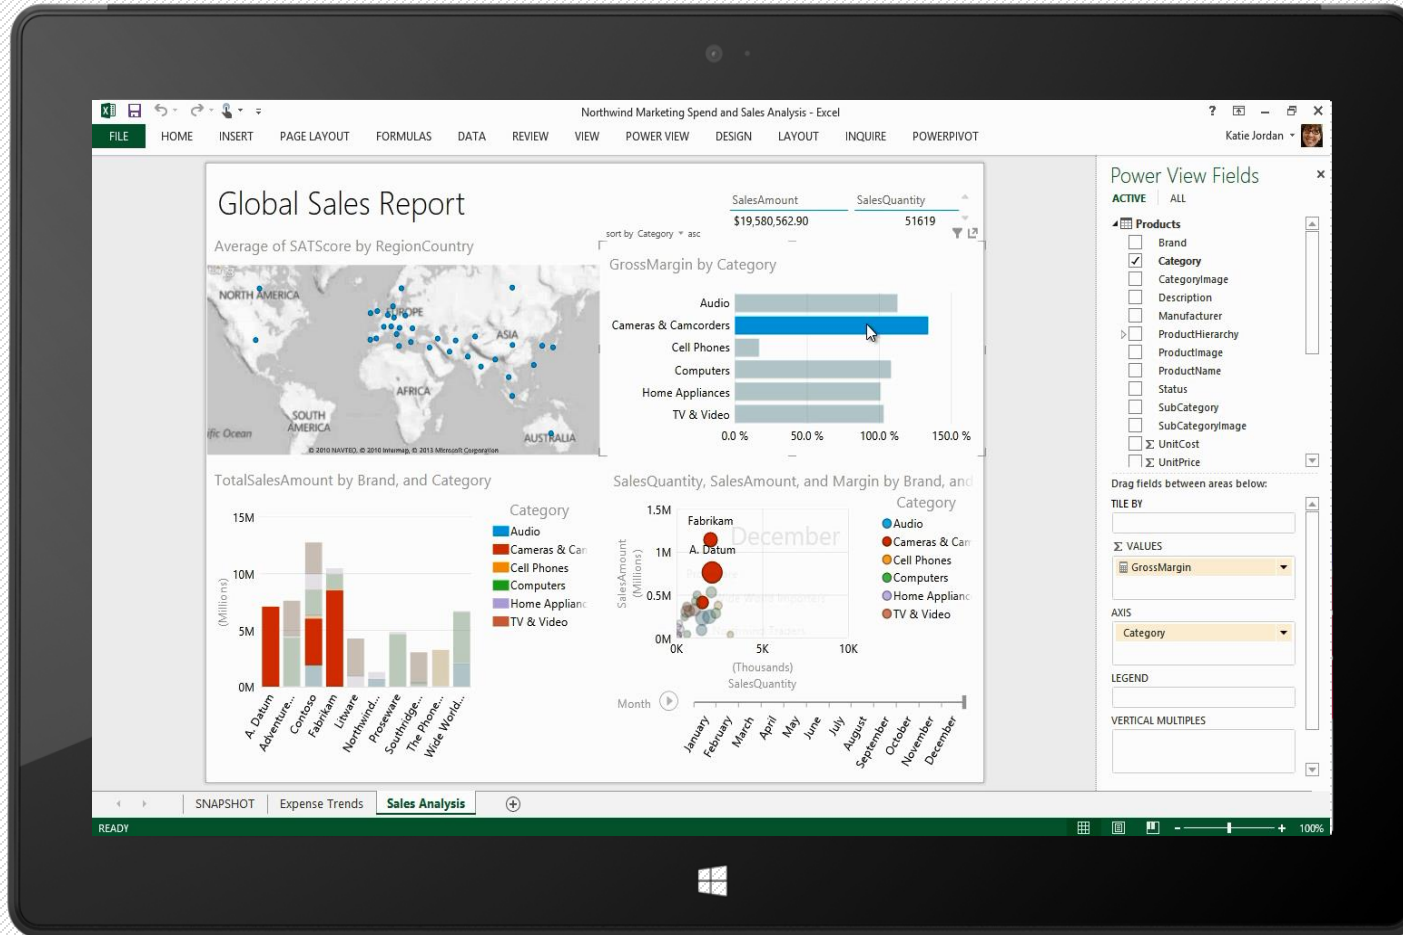 Northwind Marketing Spend and Sales Analysis - Excel
?
FILE HOME INSERT PAGE LAYOUT FORMULAS DATA REVIEW VIEW POWER VIEW DESIGN LAYOUT INQUIRE POWERPIVOT
Katie Jordan
Global Sales Report
SalesAmount SalesQuantity
$19,580,562.90 51619
Average of SATScore by RegionCountry
NORTH AMERICA
EUROPE
ASIA
AFRICA
SOUTH
AMERICA
ific Ocean
AUSTRALIA
© 2010 NAVTEQ, © 2010 Intermap, © 2013 Microsoft Corporation
sort by Category asc
GrossMargin by Category
Audio
Cameras & Camcorders
Cell Phones
Computers
Home Appliances
TV & Video
0.0 % 50.0 % 100.0 % 150.0 %
TotalSalesAmount by Brand, and Category
15M
10M
5M
0M
(Millions)
A. Datum
Adventure...
Contoso
Fabrikam
Litware
Northwind...
Proseware
Southridge...
The Phone...
Wide World...
Category
Audio
Cameras & Can
Cell Phones
Computers
Home Applianc
TV & Video
SalesQuantity, SalesAmount, and Margin by Brand, and
1.5M
1M
0.5M
0M
SalesAmount
(Millions)
Fabrikam
December
A. Datum
0K 5K 10K
(Thousands)
SalesQuantity
Category
Audio
Cameras & Cam
Cell Phones
Computers
Home Applianc
TV & Video
Month
January
February
March
April
May
June
July
August
September
October
November
December
Power View Fields
ACTIVE ALL
Products
Brand
Category
CategoryImage
Description
Manufacturer
ProductHierarchy
ProductImage
ProductName
Status
SubCategory
SubCategoryImage
Σ UnitCost
Σ UnitPrice
Drag fields between areas below:
TILE BY
Σ VALUES
GrossMargin
AXIS
Category
LEGEND
VERTICAL MULTIPLES
SNAPSHOT Expense Trends Sales Analysis
READY
100%